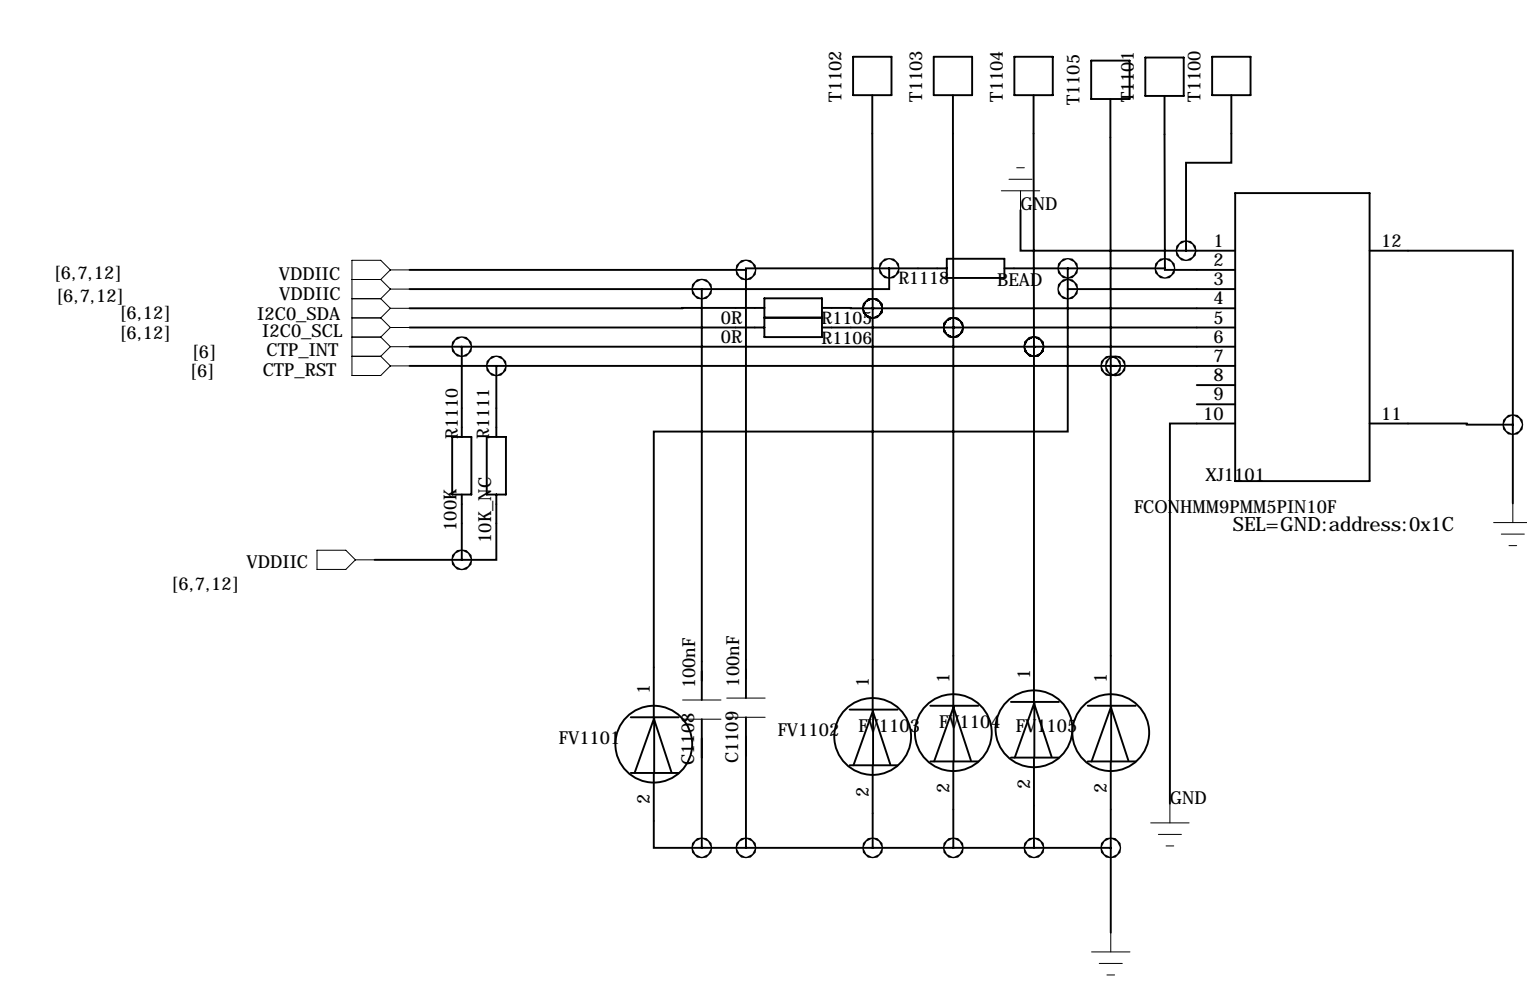 T1102
T1103
T1104
T1105
T1101
T1100
GND
1
12
[6,7,12]
VDDIIC
2
R1118
BEAD
3
[6,7,12]
VDDIIC
4
[6,12]
I2C0_SDA
0R
R1105
5
[6,12]
I2C0_SCL
0R
R1106
6
[6]
CTP_INT
7
[6]
CTP_RST
8
9
R1110
R1111
10
11
XJ1101
100K
10K_NC
FCONHMM9PMM5PIN10F
SEL=GND:address:0x1C
VDDIIC
[6,7,12]
100nF
100nF
1
1
1
1
1
FV1101
C1108
C1109
FV1102
FV1103
FV1104
FV1105
2
2
2
2
2
GND